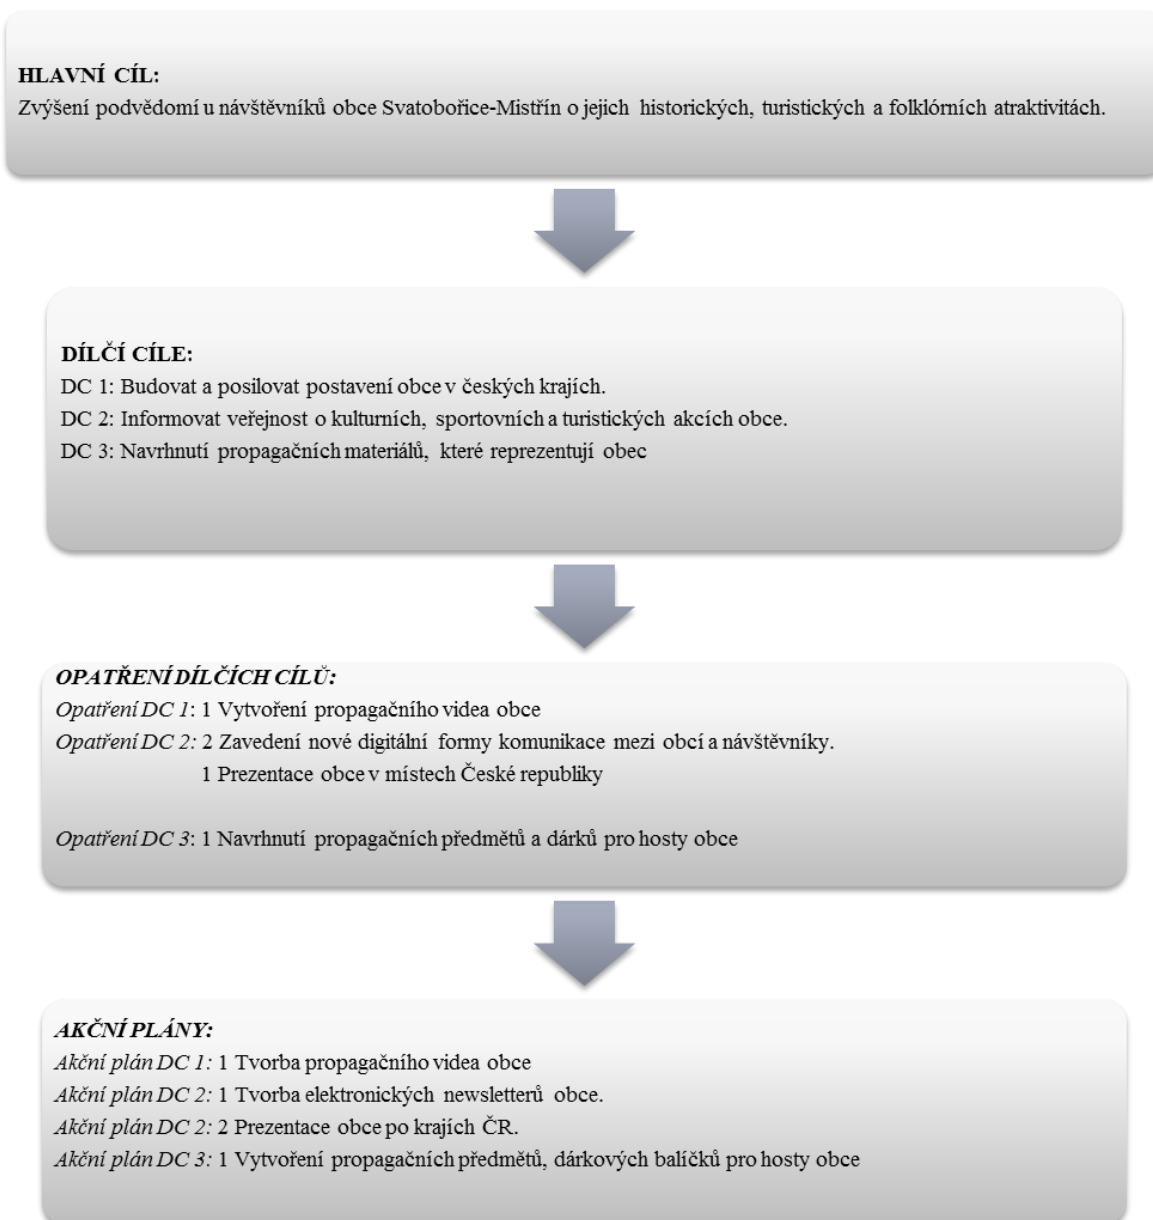 HLAVNÍ CÍL:
Zvýšení podvědomí u návštěvníků obce Svatobořice-Mistřín o jejich historických, turistických a folklórních atraktivitách.
DÍLČÍ CÍLE:
DC 1: Budovat a posilovat postavení obce v českých krajích.
DC 2: Informovat veřejnost o kulturních, sportovních a turistických akcích obce.
DC 3: Navrhnutí propagačních materiálů, které reprezentují obec
OPATŘENÍ DÍLČÍCH CÍLŮ:
Opatření DC 1: 1 Vytvoření propagačního videa obce
Opatření DC 2: 2 Zavedení nové digitální formy komunikace mezi obcí a návštěvníky.
1 Prezentace obce v místech České republiky
Opatření DC 3: 1 Navrhnutí propagačních předmětů a dárků pro hosty obce
AKČNÍ PLÁNY:
Akční plán DC 1: 1 Tvorba propagačního videa obce
Akční plán DC 2: 1 Tvorba elektronických newsletterů obce.
Akční plán DC 2: 2 Prezentace obce po krajích ČR.
Akční plán DC 3: 1 Vytvoření propagačních předmětů, dárkových balíčků pro hosty obce